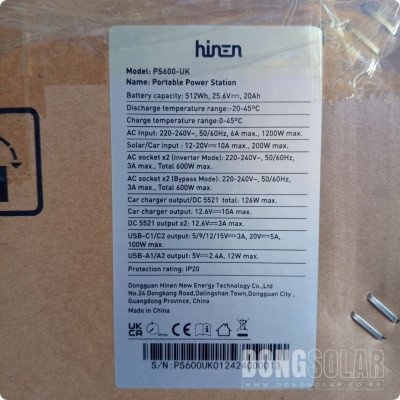 hinen
Model: PS600-UK
Name: Portable Power Station
Battery capacity: 512Wh, 25.6V⎓, 20Ah
Discharge temperature range:-20-45°C
Charge temperature range:0-45°C
AC Input: 220-240V~, 50/60Hz, 6A max., 1200W max.
Solar/Car input: 12-20V⎓10A max., 200W max.
AC socket x2 (Inverter Mode): 220-240V~, 50/60Hz,
3A max., Total 600W max.
AC socket x2 (Bypass Mode): 220-240V~, 50/60Hz,
3A max., Total 600W max.
Car charger output/DC 5521 total: 126W max.
Car charger output: 12.6V⎓10A max.
DC 5521 output x2: 12.6V⎓3A max.
USB-C1/C2 output: 5/9/12/15V⎓3A, 20V⎓5A,
100W max.
USB-A1/A2 output: 5V⎓2.4A, 12W max.
Protection rating: IP20
Dongguan Hinen New Energy Technology Co., Ltd
No.24 Dongkang Road,Dalingshan Town,Dongguan City ,
Guangdong Province, China
Made in China
UK
CA
CE
S/N: PS600UK012424000013
DONGSOLAR